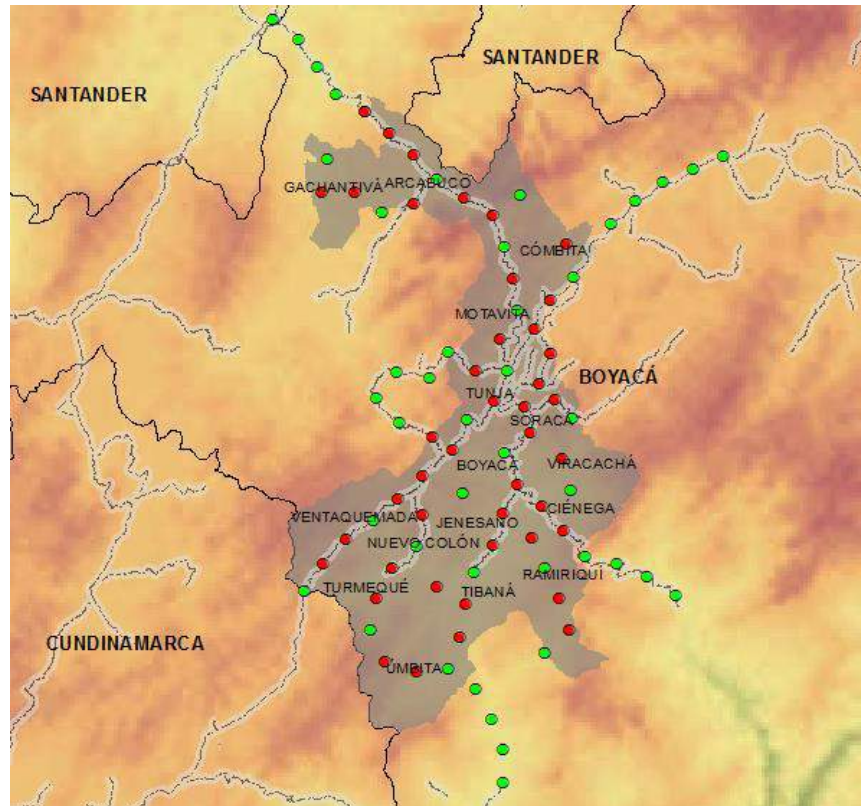 SANTANDER
SANTANDER
GACHANTIVÁ
ARCABUCO
CÓMBITA
MOTAVITA
BOYACÁ
TUNJA
SORACÁ
BOYACÁ
VIRACACHÁ
CIÉNEGA
VENTAQUEMADA
JENESANO
NUEVO COLÓN
RAMIRIQUÍ
TURMEQUÉ
TIBANÁ
CUNDINAMARCA
ÚMBITA